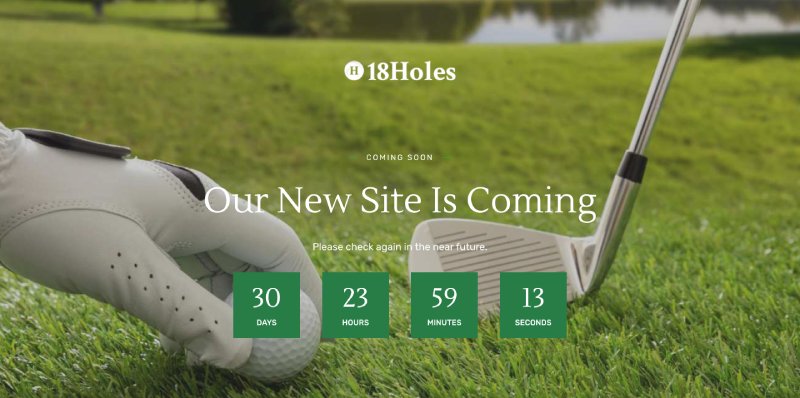 H 18Holes
COMING SOON
Our New Site Is Coming
Please check again in the near future.
30 23 59 13
DAYS HOURS MINUTES SECONDS